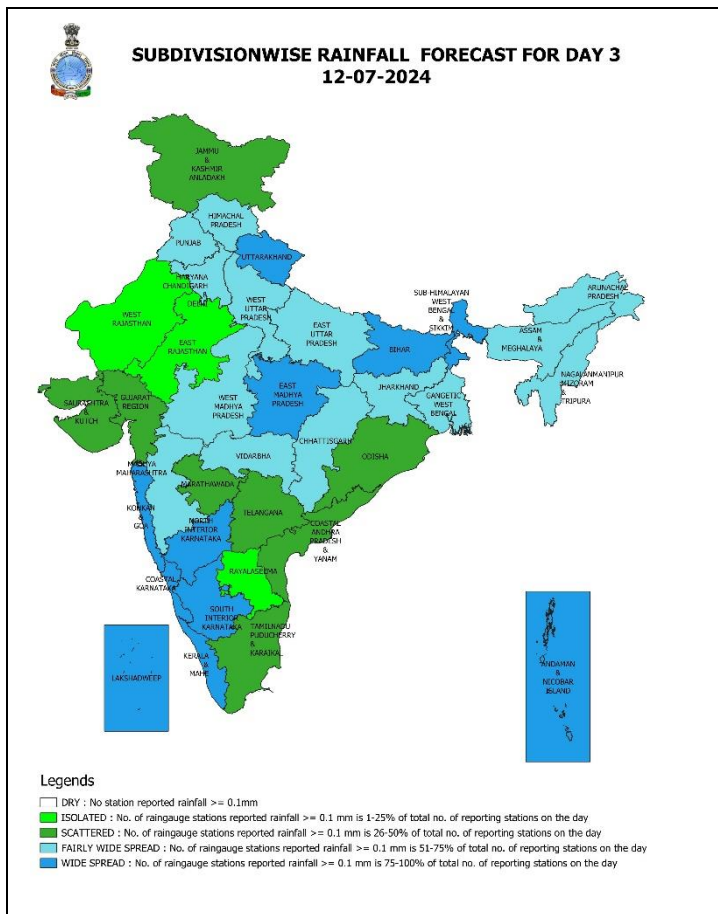 SUBDIVISIONWISE RAINFALL FORECAST FOR DAY 3
12-07-2024
JAMMU
&
KASHMIR
ANLADAKH
HIMACHAL
PRADESH
PUNJAB
UTTARAKHAND
HARYANA
CHANDIGARH
&
DELHI
WEST
UTTAR
PRADESH
EAST
UTTAR
PRADESH
WEST
RAJASTHAN
EAST
RAJASTHAN
SUB-HIMALAYAN
WEST
BENGAL
&
SIKKIM
ARUNACHAL
PRADESH
ASSAM
&
MEGHALAYA
NAGALANMANIPUR
MIZORAM
&
TRIPURA
BIHAR
SAURASHTRA
&
KUTCH
GUJARAT
REGION
WEST
MADHYA
PRADESH
EAST
MADHYA
PRADESH
JHARKHAND
GANGETIC
WEST
BENGAL
CHHATTISGARH
ODISHA
VIDARBHA
MADHYA
MAHARASHTRA
MARATHAWADA
KONKAN
&
GOA
TELANGANA
NORTH
INTERIOR
KARNATAKA
COASTAL
ANDHRA
PRADESH
&
YANAM
RAYALASEEMA
COASTAL
KARNATAKA
SOUTH
INTERIOR
KARNATAKA
TAMILNADU
PUDUCHERRY
&
KARAIKAL
KERALA
&
MAHE
LAKSHADWEEP
ANDAMAN
&
NICOBAR
ISLAND
Legends
DRY : No station reported rainfall >= 0.1mm
ISOLATED : No. of raingauge stations reported rainfall >= 0.1 mm is 1-25% of total no. of reporting stations on the day
SCATTERED : No. of raingauge stations reported rainfall >= 0.1 mm is 26-50% of total no. of reporting stations on the day
FAIRLY WIDE SPREAD : No. of raingauge stations reported rainfall >= 0.1 mm is 51-75% of total no. of reporting stations on the day
WIDE SPREAD : No. of raingauge stations reported rainfall >= 0.1 mm is 75-100% of total no. of reporting stations on the day